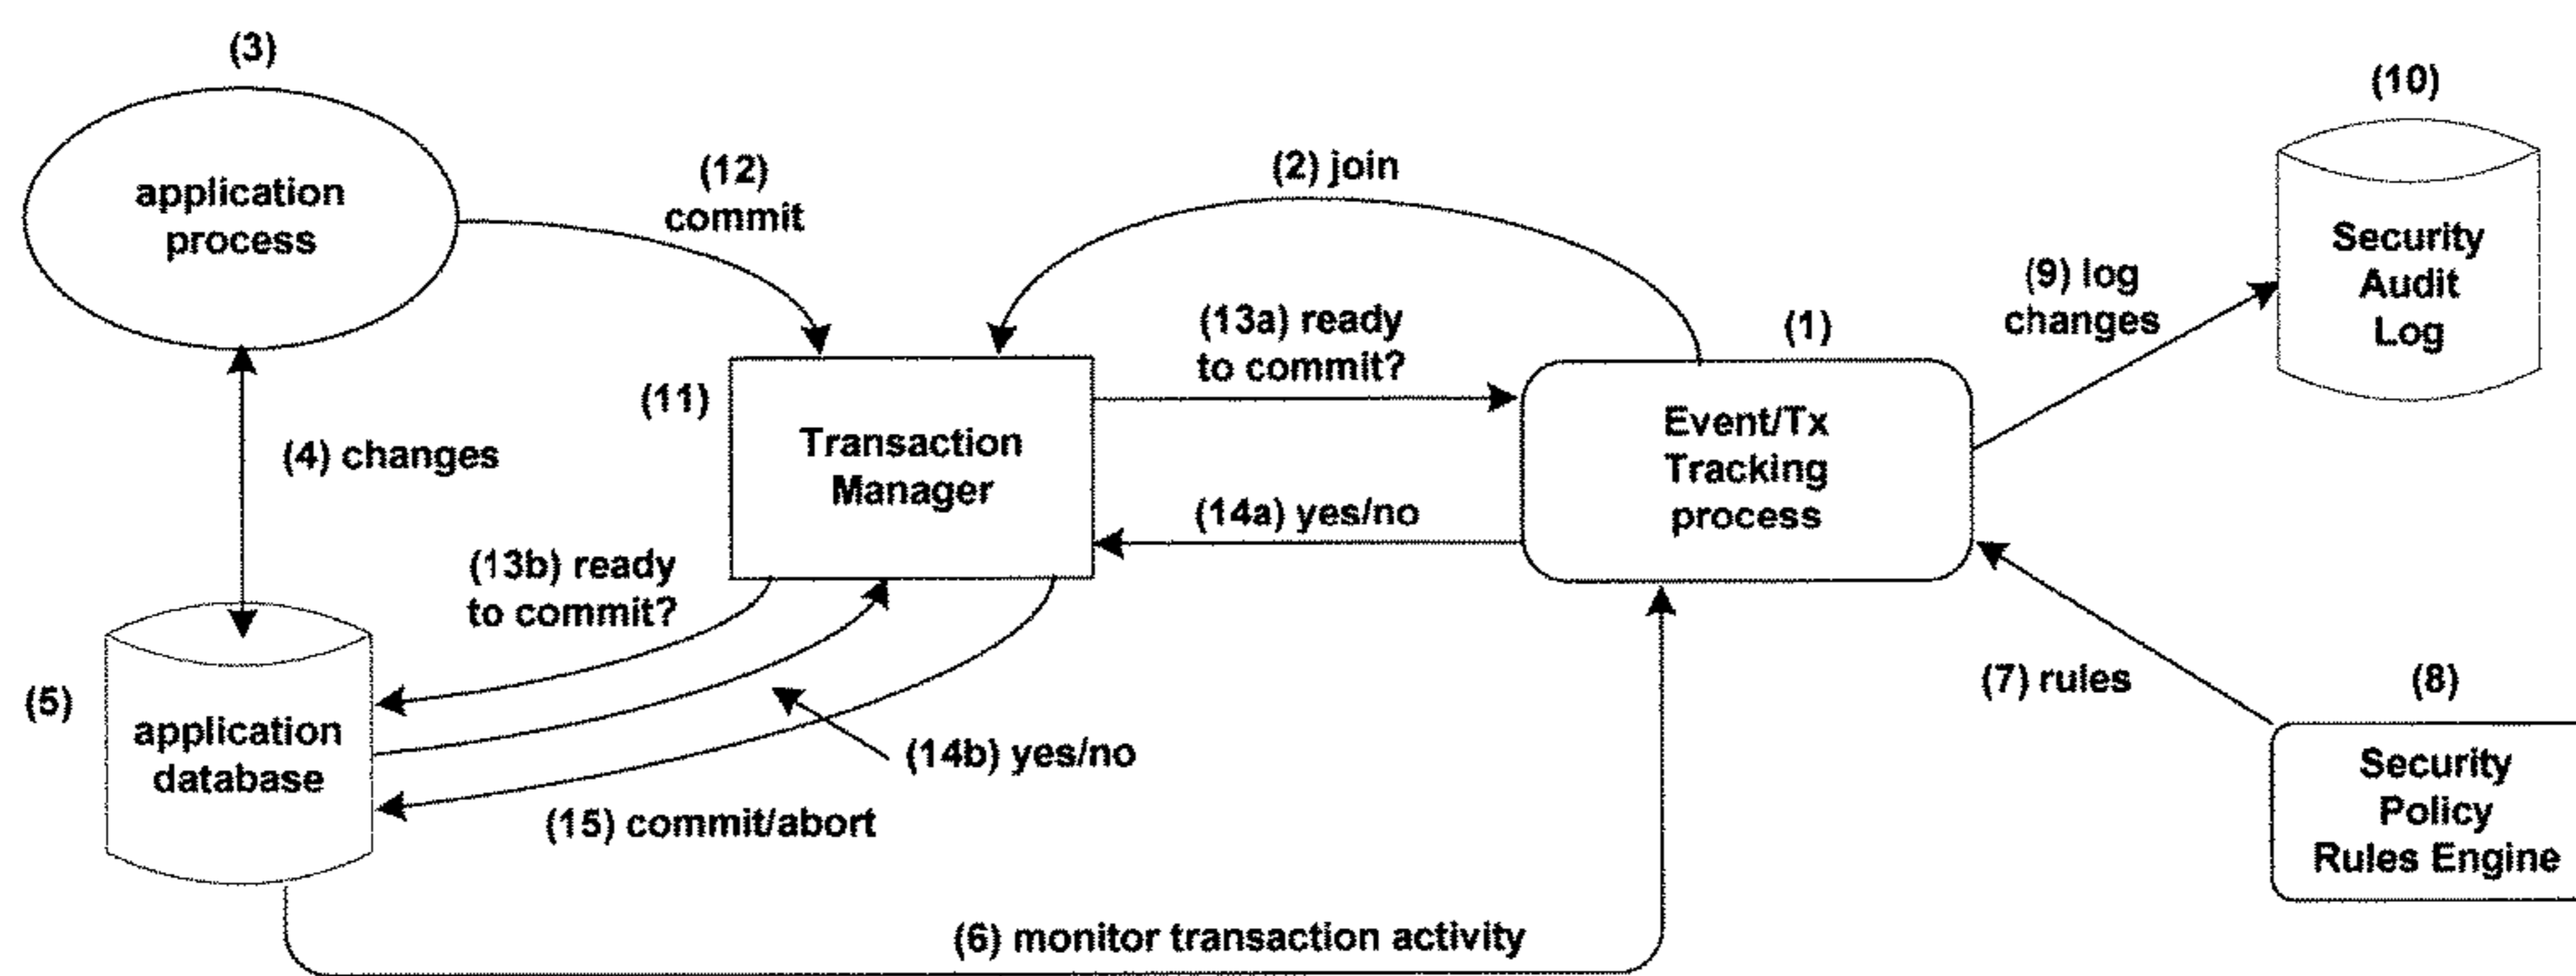 (3)
application
process
(12)
commit
(2) join
(10)
Security
Audit
Log
(9) log
changes
(13a) ready
to commit?
(1)
(11)
Transaction
Manager
Event/Tx
Tracking
process
(4) changes
(14a) yes/no
(13b) ready
to commit?
(5)
application
database
(14b) yes/no
(15) commit/abort
(7) rules
(8)
Security
Policy
Rules Engine
(6) monitor transaction activity